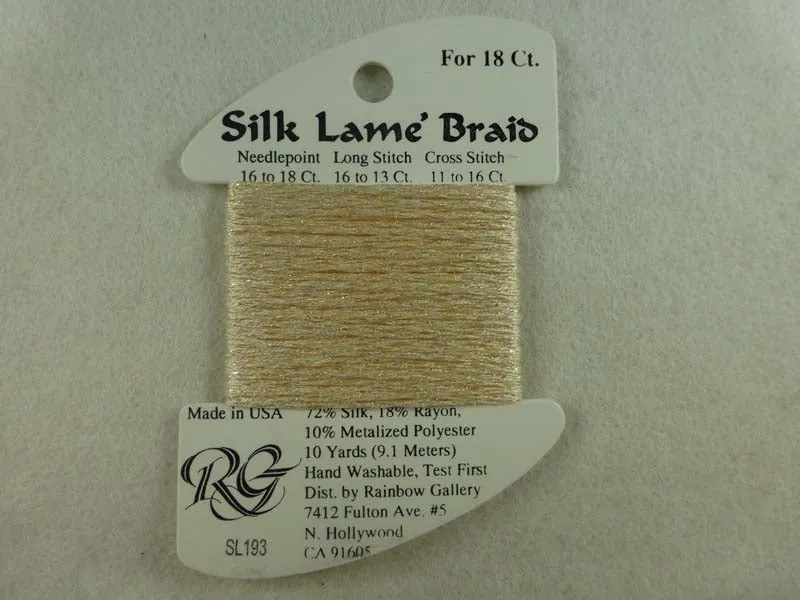 For 18 Ct.
Silk Lame' Braid
Needlepoint Long Stitch Cross Stitch
16 to 18 Ct. 16 to 13 Ct. 11 to 16 Ct.
Made in USA
72% Silk, 18% Rayon,
10% Metalized Polyester
10 Yards (9.1 Meters)
Hand Washable, Test First
Dist. by Rainbow Gallery
7412 Fulton Ave. #5
N. Hollywood
CA 91605
RG
SL193